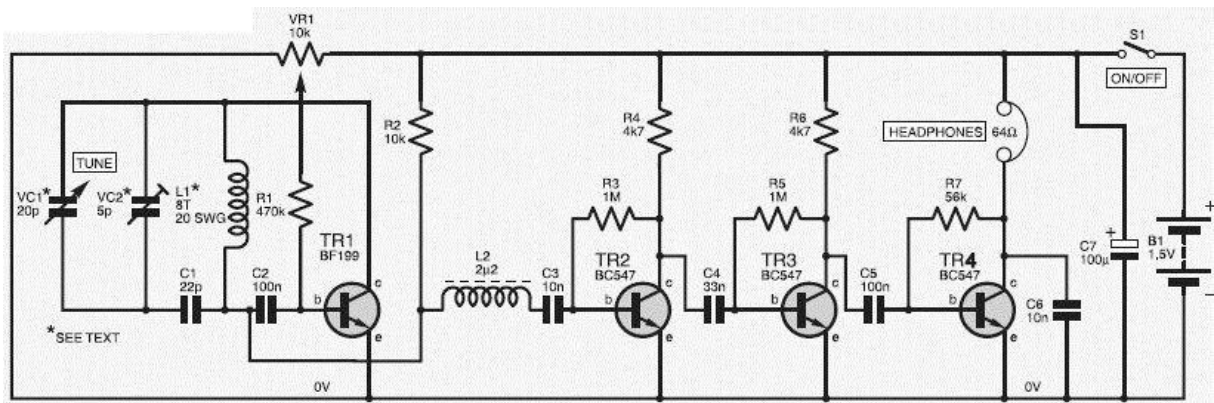 VR1
10k
S1
ON/OFF
R2
10k
R4
4k7
R6
4k7
HEADPHONES
64Ω
TUNE
VC1*
20p
VC2*
5p
L1*
8T
20 SWG
R1
470k
R3
1M
R5
1M
R7
56k
TR1
BF199
TR2
BC547
TR3
BC547
TR4
BC547
C7
100µ
+
+
B1
1,5V
–
C1
22p
C2
100n
L2
2µ2
C3
10n
C4
33n
C5
100n
C6
10n
b
c
e
b
c
e
b
c
e
b
c
e
*SEE TEXT
0V
0V